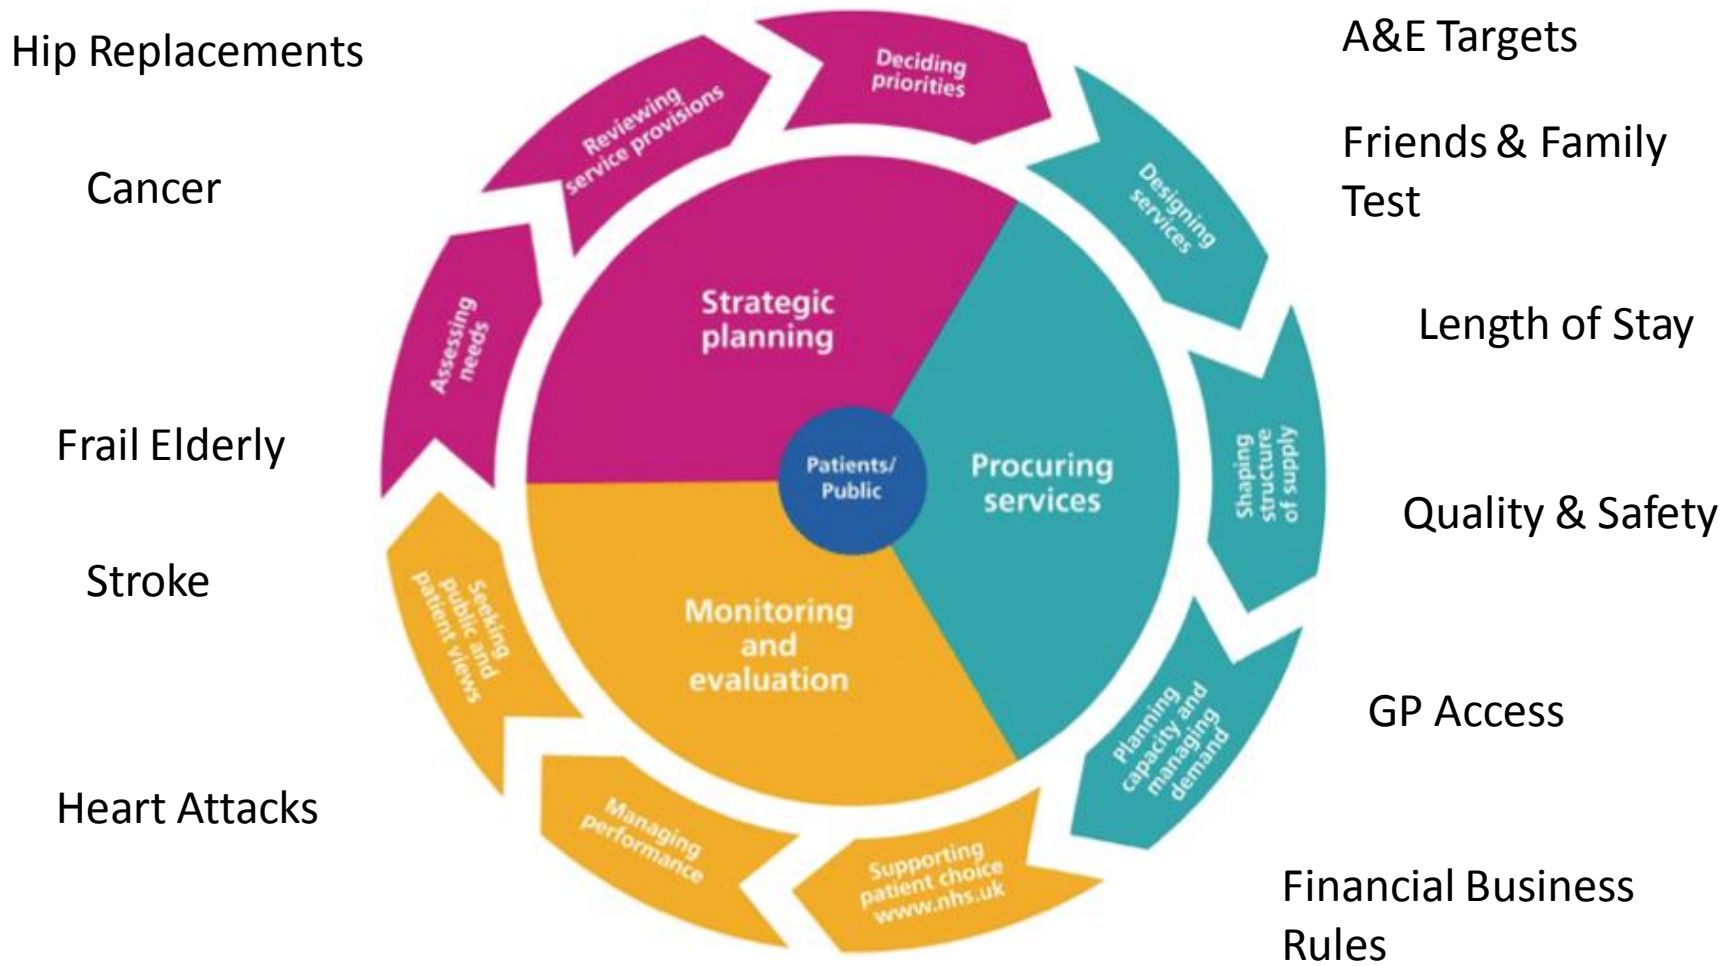 Hip Replacements
Cancer
Frail Elderly
Stroke
Heart Attacks
Deciding
priorities
Designing
services
Shaping
structure
of supply
Planning
capacity and
managing
demand
Supporting
patient choice
www.nhs.uk
Managing
performance
Seeking
public and
patient views
Assessing
needs
Reviewing
service provisions
Strategic
planning
Procuring
services
Monitoring
and
evaluation
Patients/
Public
A&E Targets
Friends & Family
Test
Length of Stay
Quality & Safety
GP Access
Financial Business
Rules